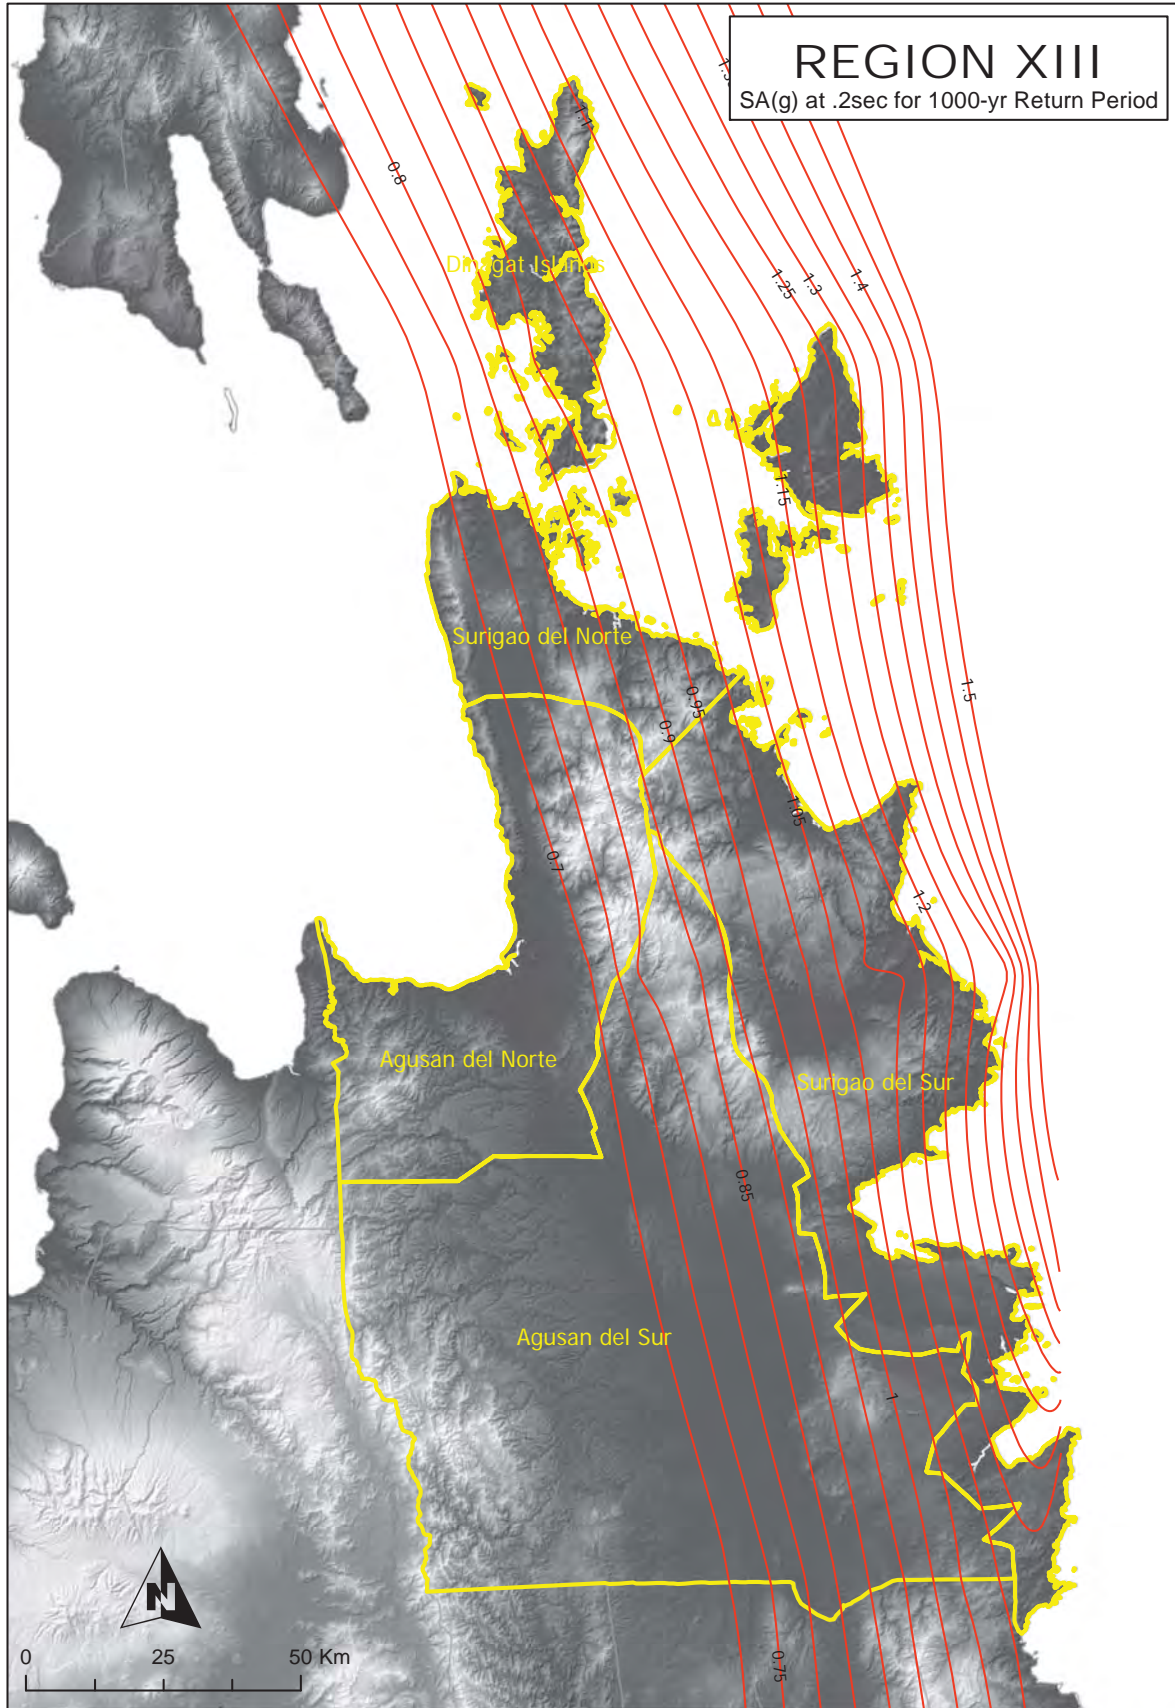 REGION XIII
SA(g) at .2sec for 1000-yr Return Period
1.1
0.8
Dinagat Islands
1.25
1.3
1.4
1.15
Surigao del Norte
1.5
0.95
0.9
1.05
0.7
1.2
Agusan del Norte
Surigao del Sur
0.85
Agusan del Sur
1
N
0
25
50 Km
0.75